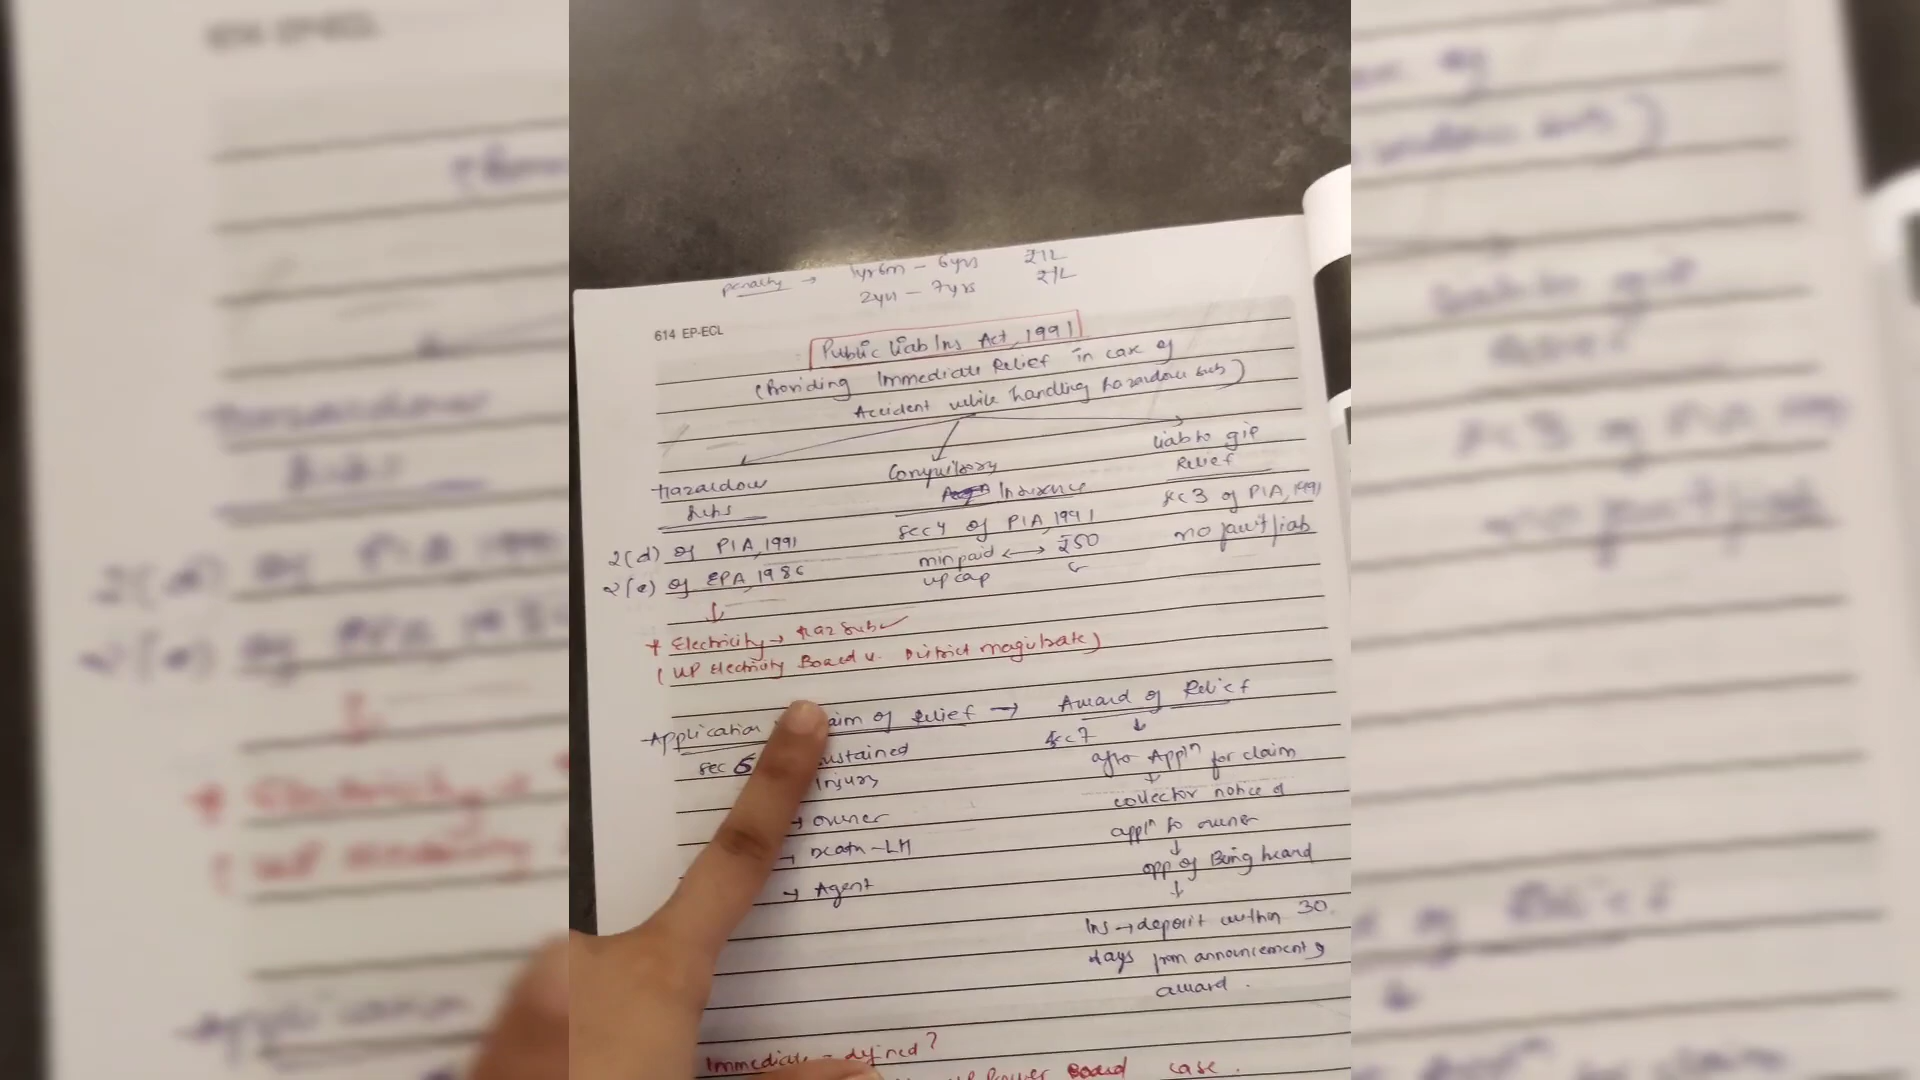 penalty → 1yr6m - 6yrs ₹1L
2yrs - 7yrs ₹1L
614 EP-ECL
Public Liab Ins Act, 1991
(Providing Immediate Relief in case of
Accident while handling hazardous sub)
Hazardous
subs
2(d) of PIA, 1991
2(e) of EPA, 1986
Compulsory
Insurance
sec 4 of PIA, 1991
min paid ↔ ₹50
up cap cr
Liab to give
Relief
sec 3 of PIA, 1991
no fault liab
* Electricity → haz sub ✓
(UP Electricity Board v. District magistrate)
Application aim of relief → Award of Relief
sec 6
ustained
Injury
→ owner
→ Death - LH
→ Agent
sec 7
after Appln for claim
↓
collector notice of
appln to owner
↓
opp of Being heard
↓
Ins → deposit within 30
days from announcement of
award.
Immediate - defined?
Power Board case.